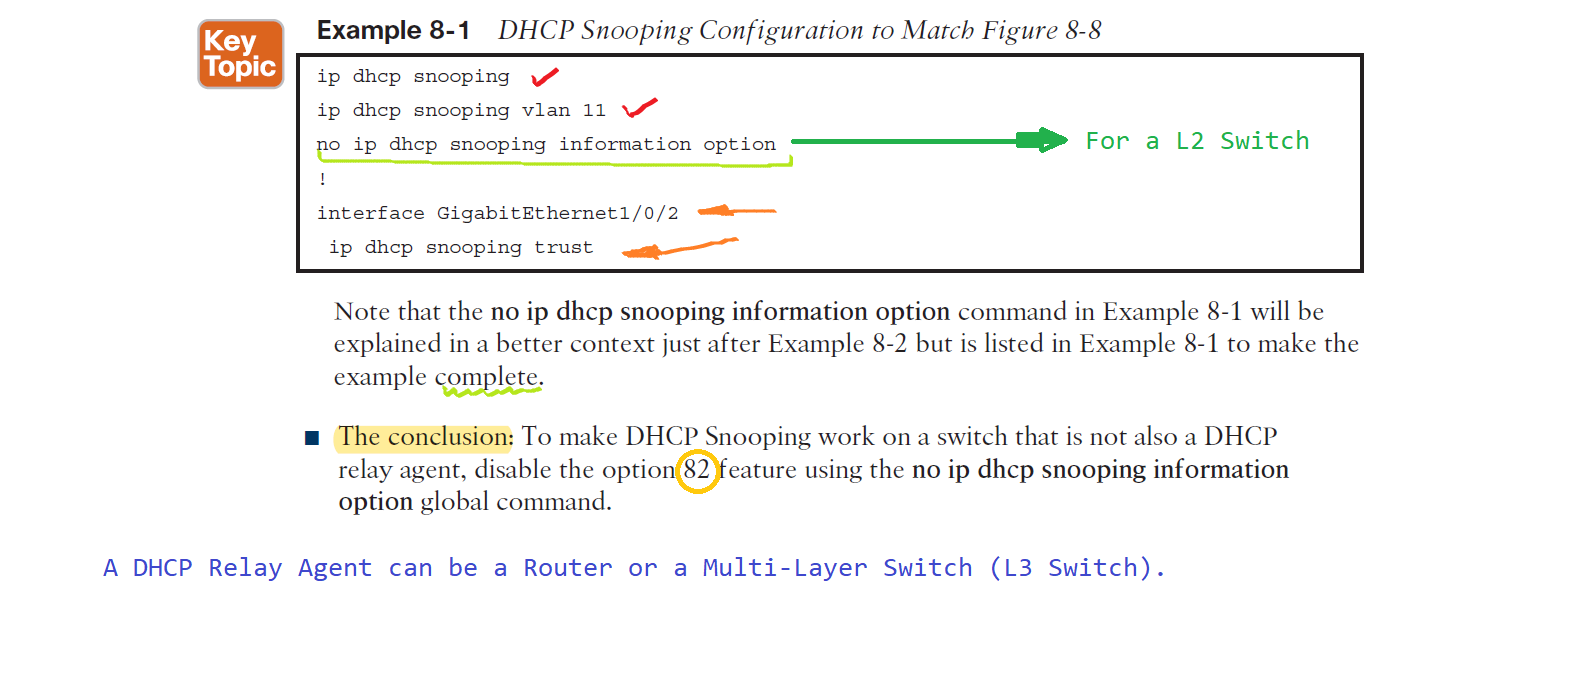 Key
Topic
Example 8-1 DHCP Snooping Configuration to Match Figure 8-8
ip dhcp snooping
ip dhcp snooping vlan 11
no ip dhcp snooping information option
For a L2 Switch
!
interface GigabitEthernet1/0/2
ip dhcp snooping trust
Note that the no ip dhcp snooping information option command in Example 8-1 will be
explained in a better context just after Example 8-2 but is listed in Example 8-1 to make the
example complete.
■ The conclusion: To make DHCP Snooping work on a switch that is not also a DHCP
relay agent, disable the option 82 feature using the no ip dhcp snooping information
option global command.
A DHCP Relay Agent can be a Router or a Multi-Layer Switch (L3 Switch).